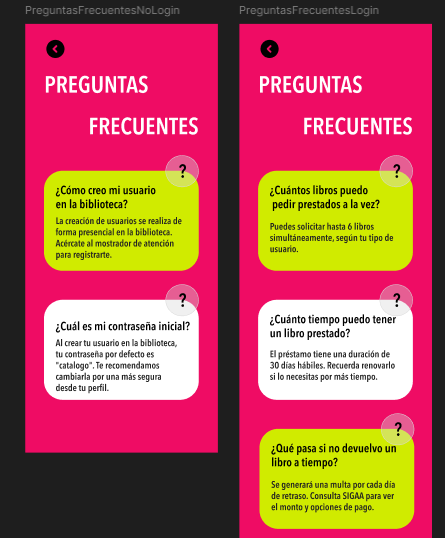 PreguntasFrecuentesNoLogin
PREGUNTAS
FRECUENTES
?
¿Cómo creo mi usuario
en la biblioteca?
La creación de usuarios se realiza de
forma presencial en la biblioteca.
Acércate al mostrador de atención
para registrarte.
?
¿Cuál es mi contraseña inicial?
Al crear tu usuario en la biblioteca,
tu contraseña por defecto es
"catalogo". Te recomendamos
cambiarla por una más segura
desde tu perfil.
PreguntasFrecuentesLogin
PREGUNTAS
FRECUENTES
?
¿Cuántos libros puedo
pedir prestados a la vez?
Puedes solicitar hasta 6 libros
simultáneamente, según tu tipo de
usuario.
?
¿Cuánto tiempo puedo tener
un libro prestado?
El préstamo tiene una duración de
30 días hábiles. Recuerda renovarlo
si lo necesitas por más tiempo.
?
¿Qué pasa si no devuelvo un
libro a tiempo?
Se generará una multa por cada día
de retraso. Consulta SIGAA para ver
el monto y opciones de pago.